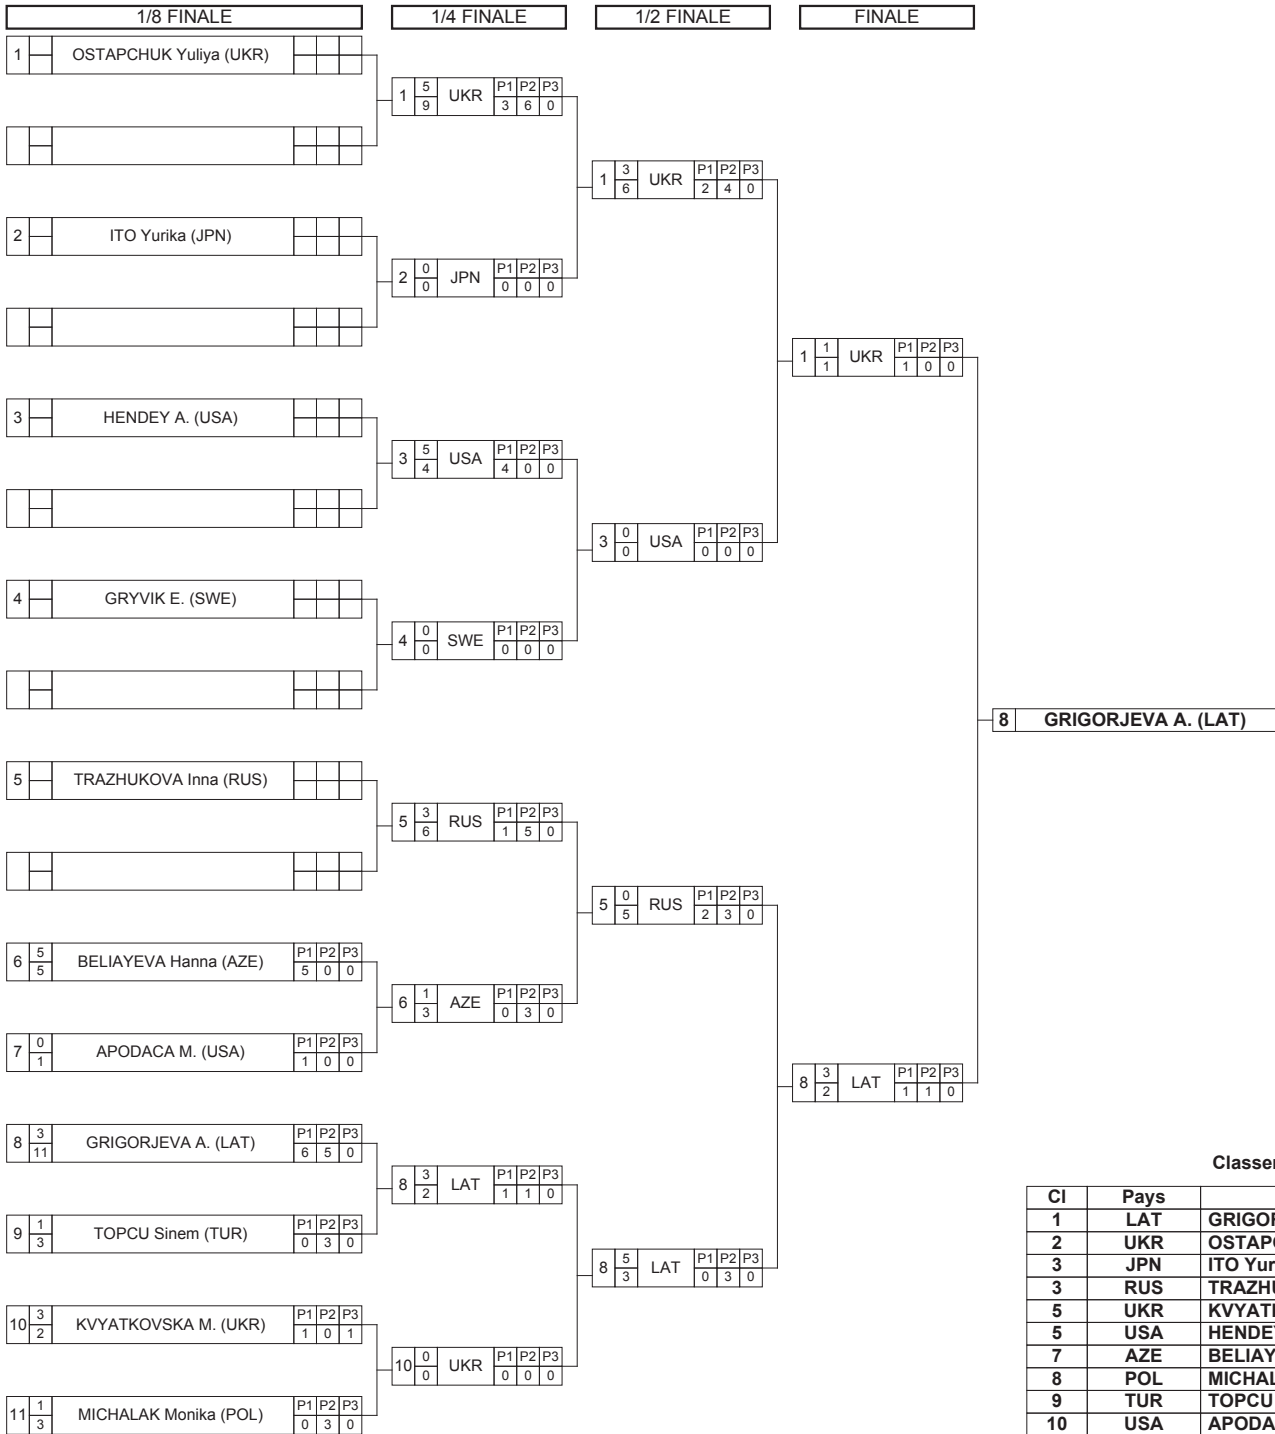 1/8 FINALE 1/4 FINALE 1/2 FINALE FINALE
1 OSTAPCHUK Yuliya (UKR)
2 ITO Yurika (JPN)
3 HENDEY A. (USA)
4 GRYVIK E. (SWE)
5 TRAZHUKOVA Inna (RUS)
6 5 BELIAYEVA Hanna (AZE) P1 P2 P3
5 5 0 0
7 0 APODACA M. (USA) P1 P2 P3
1 1 0 0
8 3 GRIGORJEVA A. (LAT) P1 P2 P3
11 6 5 0
9 1 TOPCU Sinem (TUR) P1 P2 P3
3 0 3 0
10 3 KVYATKOVSKA M. (UKR) P1 P2 P3
2 1 0 1
11 1 MICHALAK Monika (POL) P1 P2 P3
3 0 3 0
1 5 UKR P1 P2 P3
9 3 6 0
2 0 JPN P1 P2 P3
0 0 0 0
3 5 USA P1 P2 P3
4 4 0 0
4 0 SWE P1 P2 P3
0 0 0 0
5 3 RUS P1 P2 P3
6 1 5 0
6 1 AZE P1 P2 P3
3 0 3 0
8 3 LAT P1 P2 P3
2 1 1 0
10 0 UKR P1 P2 P3
0 0 0 0
1 3 UKR P1 P2 P3
6 2 4 0
3 0 USA P1 P2 P3
0 0 0 0
5 0 RUS P1 P2 P3
5 2 3 0
8 5 LAT P1 P2 P3
3 0 3 0
1 1 UKR P1 P2 P3
1 1 0 0
8 3 LAT P1 P2 P3
2 1 1 0
8 GRIGORJEVA A. (LAT)
Classe
Cl Pays
1 LAT GRIGO
2 UKR OSTAP
3 JPN ITO Yur
3 RUS TRAZH
5 UKR KVYAT
5 USA HENDE
7 AZE BELIAY
8 POL MICHAL
9 TUR TOPCU
10 USA APODA